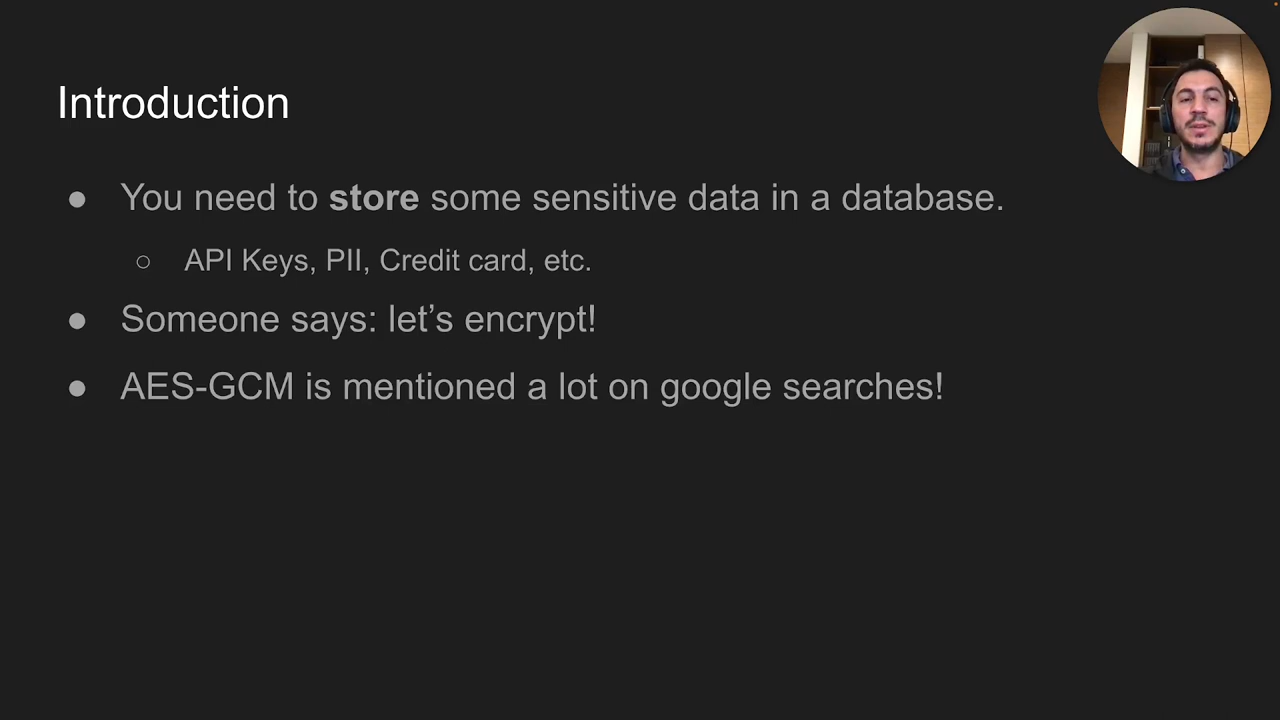 Introduction
● You need to store some sensitive data in a database.
○ API Keys, PII, Credit card, etc.
● Someone says: let’s encrypt!
● AES-GCM is mentioned a lot on google searches!